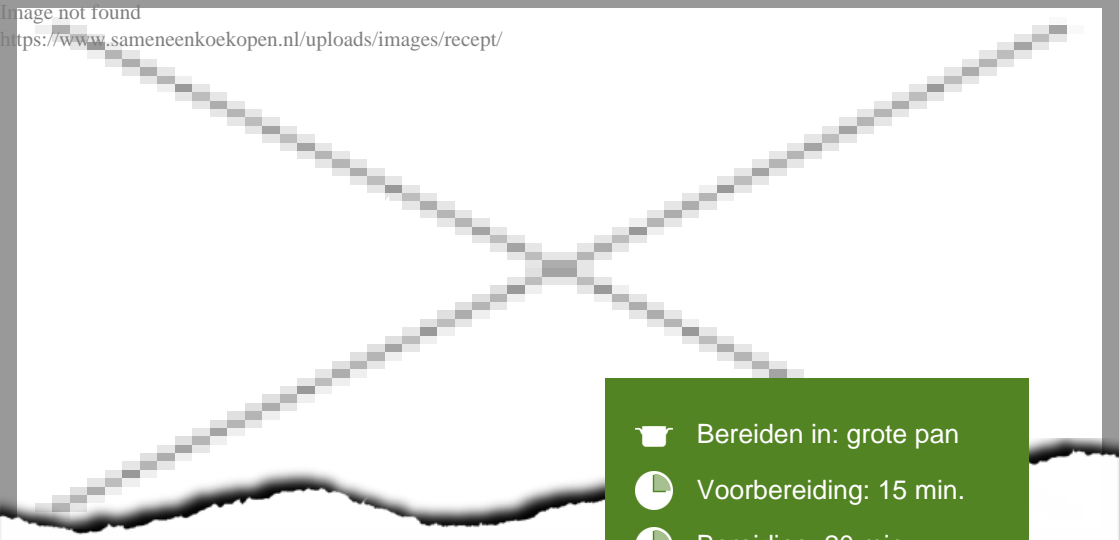 Image not found
https://www.sameneenkoekopen.nl/uploads/images/recept/
Bereiden in: grote pan
Voorbereiding: 15 min.